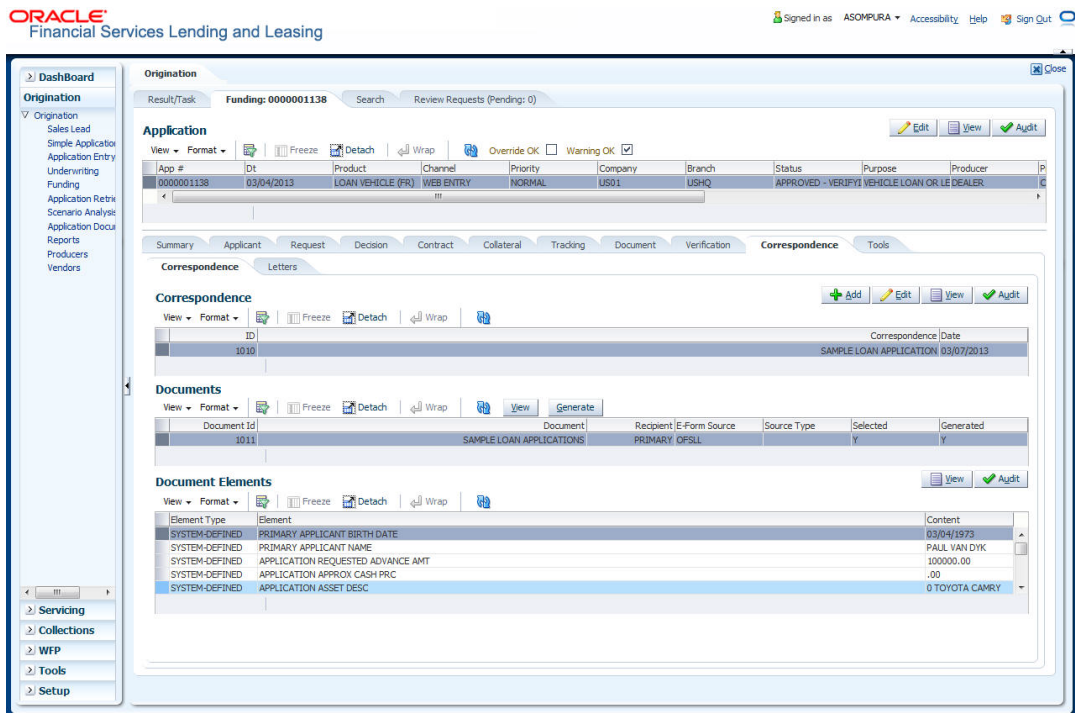 ORACLE
Financial Services Lending and Leasing
Signed in as ASOMPURA Accessibility Help Sign Out
Close
DashBoard
Origination
Origination
Sales Lead
Simple Application
Application Entry
Underwriting
Funding
Application Retri
Scenario Analysis
Application Docu
Reports
Producers
Vendors
Servicing
Collections
WFP
Tools
Setup
Origination
Result/Task Funding: 0000001138 Search Review Requests (Pending: 0)
Application
Edit View Audit
View Format Freeze Detach Wrap Override OK Warning OK
App # Dt Product Channel Priority Company Branch Status Purpose Producer P
0000001138 03/04/2013 LOAN VEHICLE (FR) WEB ENTRY NORMAL US01 USHQ APPROVED - VERIFYI VEHICLE LOAN OR LE DEALER C
Summary Applicant Request Decision Contract Collateral Tracking Document Verification Correspondence Tools
Correspondence Letters
Correspondence
Add Edit View Audit
View Format Freeze Detach Wrap
ID Correspondence Date
1010 SAMPLE LOAN APPLICATION 03/07/2013
Documents
View Format Freeze Detach Wrap View Generate
Document Id Document Recipient E-Form Source Source Type Selected Generated
1011 SAMPLE LOAN APPLICATIONS PRIMARY OFSLL Y Y
Document Elements
View Audit
View Format Freeze Detach Wrap
Element Type Element Content
SYSTEM-DEFINED PRIMARY APPLICANT BIRTH DATE 03/04/1973
SYSTEM-DEFINED PRIMARY APPLICANT NAME PAUL VAN DYK
SYSTEM-DEFINED APPLICATION REQUESTED ADVANCE AMT 100000.00
SYSTEM-DEFINED APPLICATION APPROX CASH PRC .00
SYSTEM-DEFINED APPLICATION ASSET DESC 0 TOYOTA CAMRY